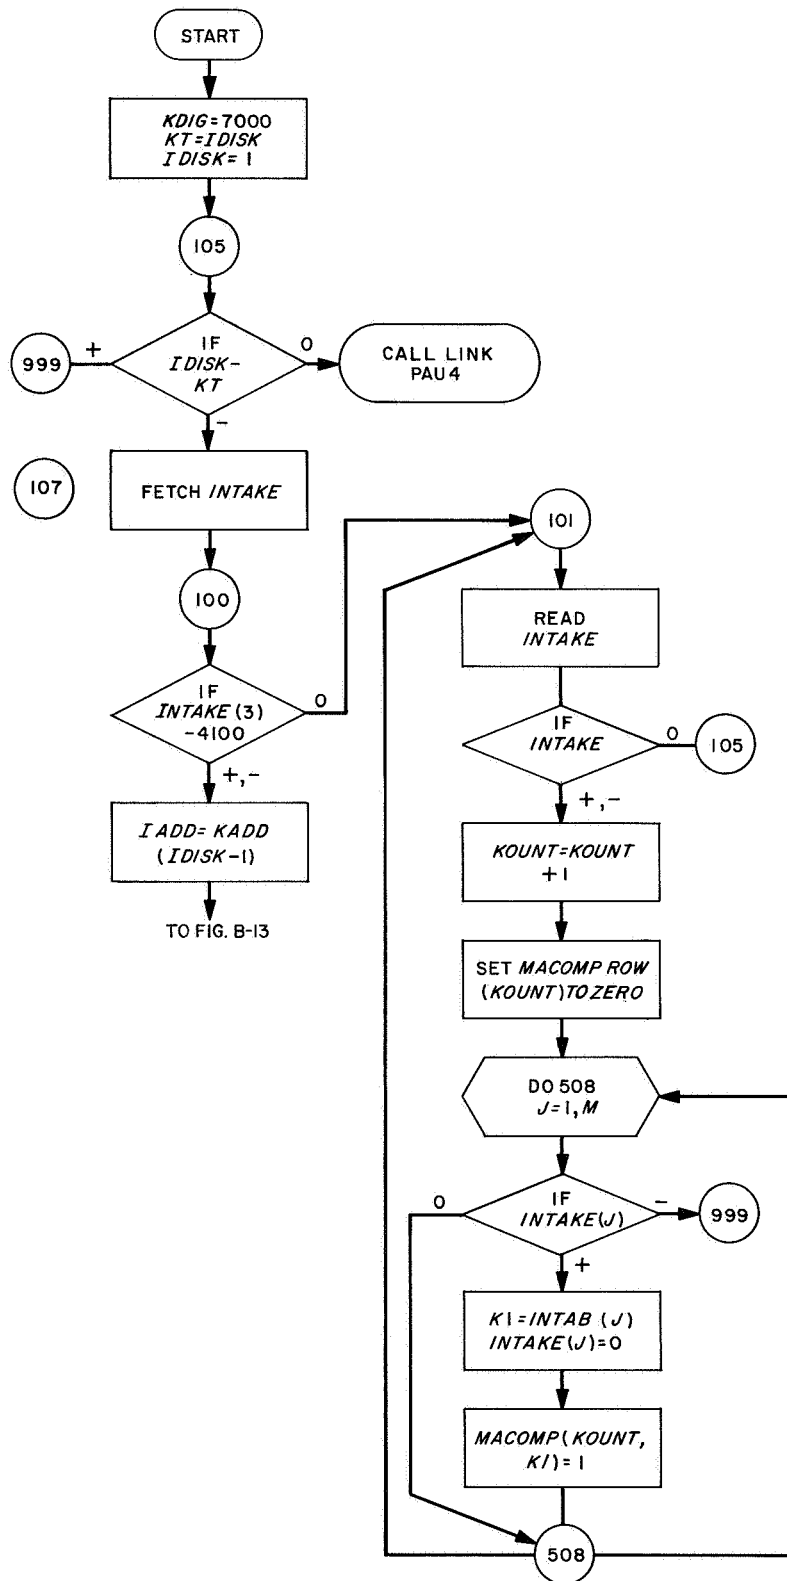 START
KDIG=7000
KT=IDISK
IDISK=1
105
999
+
IF
IDISK-
KT
0
CALL LINK
PAU4
-
107
FETCH INTAKE
100
IF
INTAKE(3)
-4100
0
+,-
IADD=KADD
(IDISK-1)
TO FIG. B-13
101
READ
INTAKE
IF
INTAKE
0
105
+,-
KOUNT=KOUNT
+1
SET MACOMP ROW
(KOUNT)TO ZERO
DO 508
J=1,M
0
IF
INTAKE(J)
-
999
+
K1=INTAB (J)
INTAKE(J)=0
MACOMP(KOUNT,
K1)=1
508